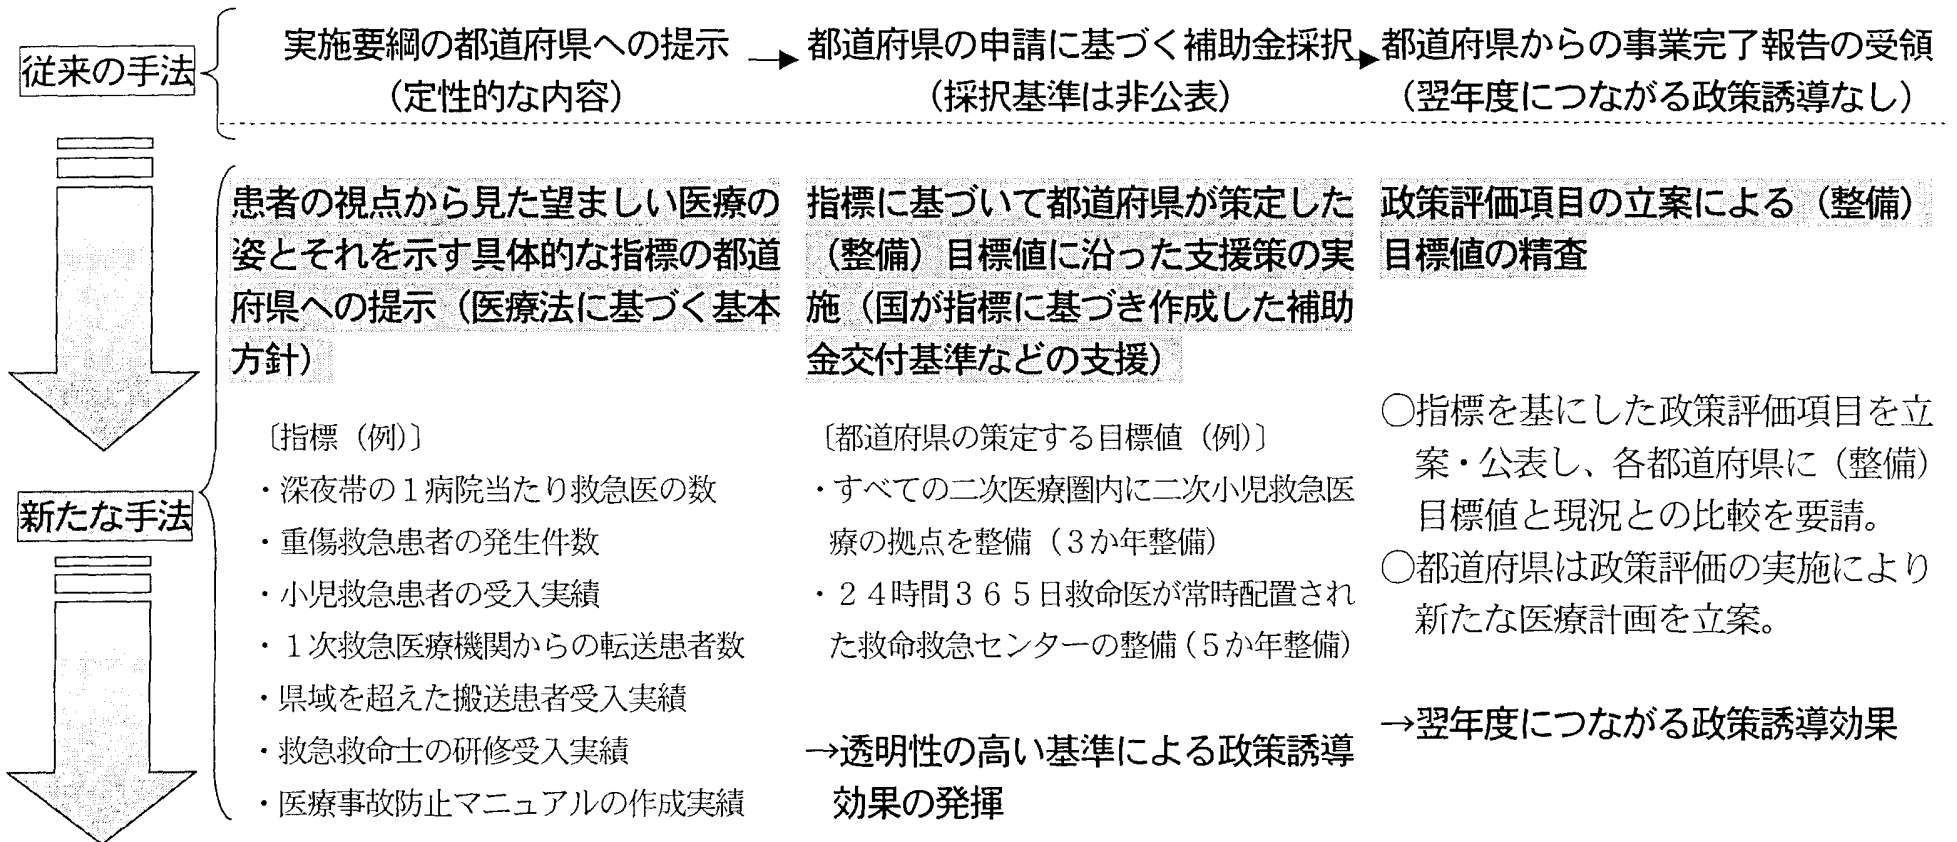 従来の手法
実施要綱の都道府県への提示
（定性的な内容）
都道府県の申請に基づく補助金採択
（採択基準は非公表）
都道府県からの事業完了報告の受領
（翌年度につながる政策誘導なし）
新たな手法
患者の視点から見た望ましい医療の
姿とそれを示す具体的な指標の都道
府県への提示（医療法に基づく基本
方針）
〔指標（例）〕
・深夜帯の１病院当たり救急医の数
・重傷救急患者の発生件数
・小児救急患者の受入実績
・１次救急医療機関からの転送患者数
・県域を超えた搬送患者受入実績
・救急救命士の研修受入実績
・医療事故防止マニュアルの作成実績
指標に基づいて都道府県が策定した
（整備）目標値に沿った支援策の実
施（国が指標に基づき作成した補助
金交付基準などの支援）
〔都道府県の策定する目標値（例）〕
・すべての二次医療圏内に二次小児救急医
療の拠点を整備（３か年整備）
・２４時間３６５日救命医が常時配置され
た救命救急センターの整備（５か年整備）
→透明性の高い基準による政策誘導
効果の発揮
政策評価項目の立案による（整備）
目標値の精査
○指標を基にした政策評価項目を立
案・公表し、各都道府県に（整備）
目標値と現況との比較を要請。
○都道府県は政策評価の実施により
新たな医療計画を立案。
→翌年度につながる政策誘導効果